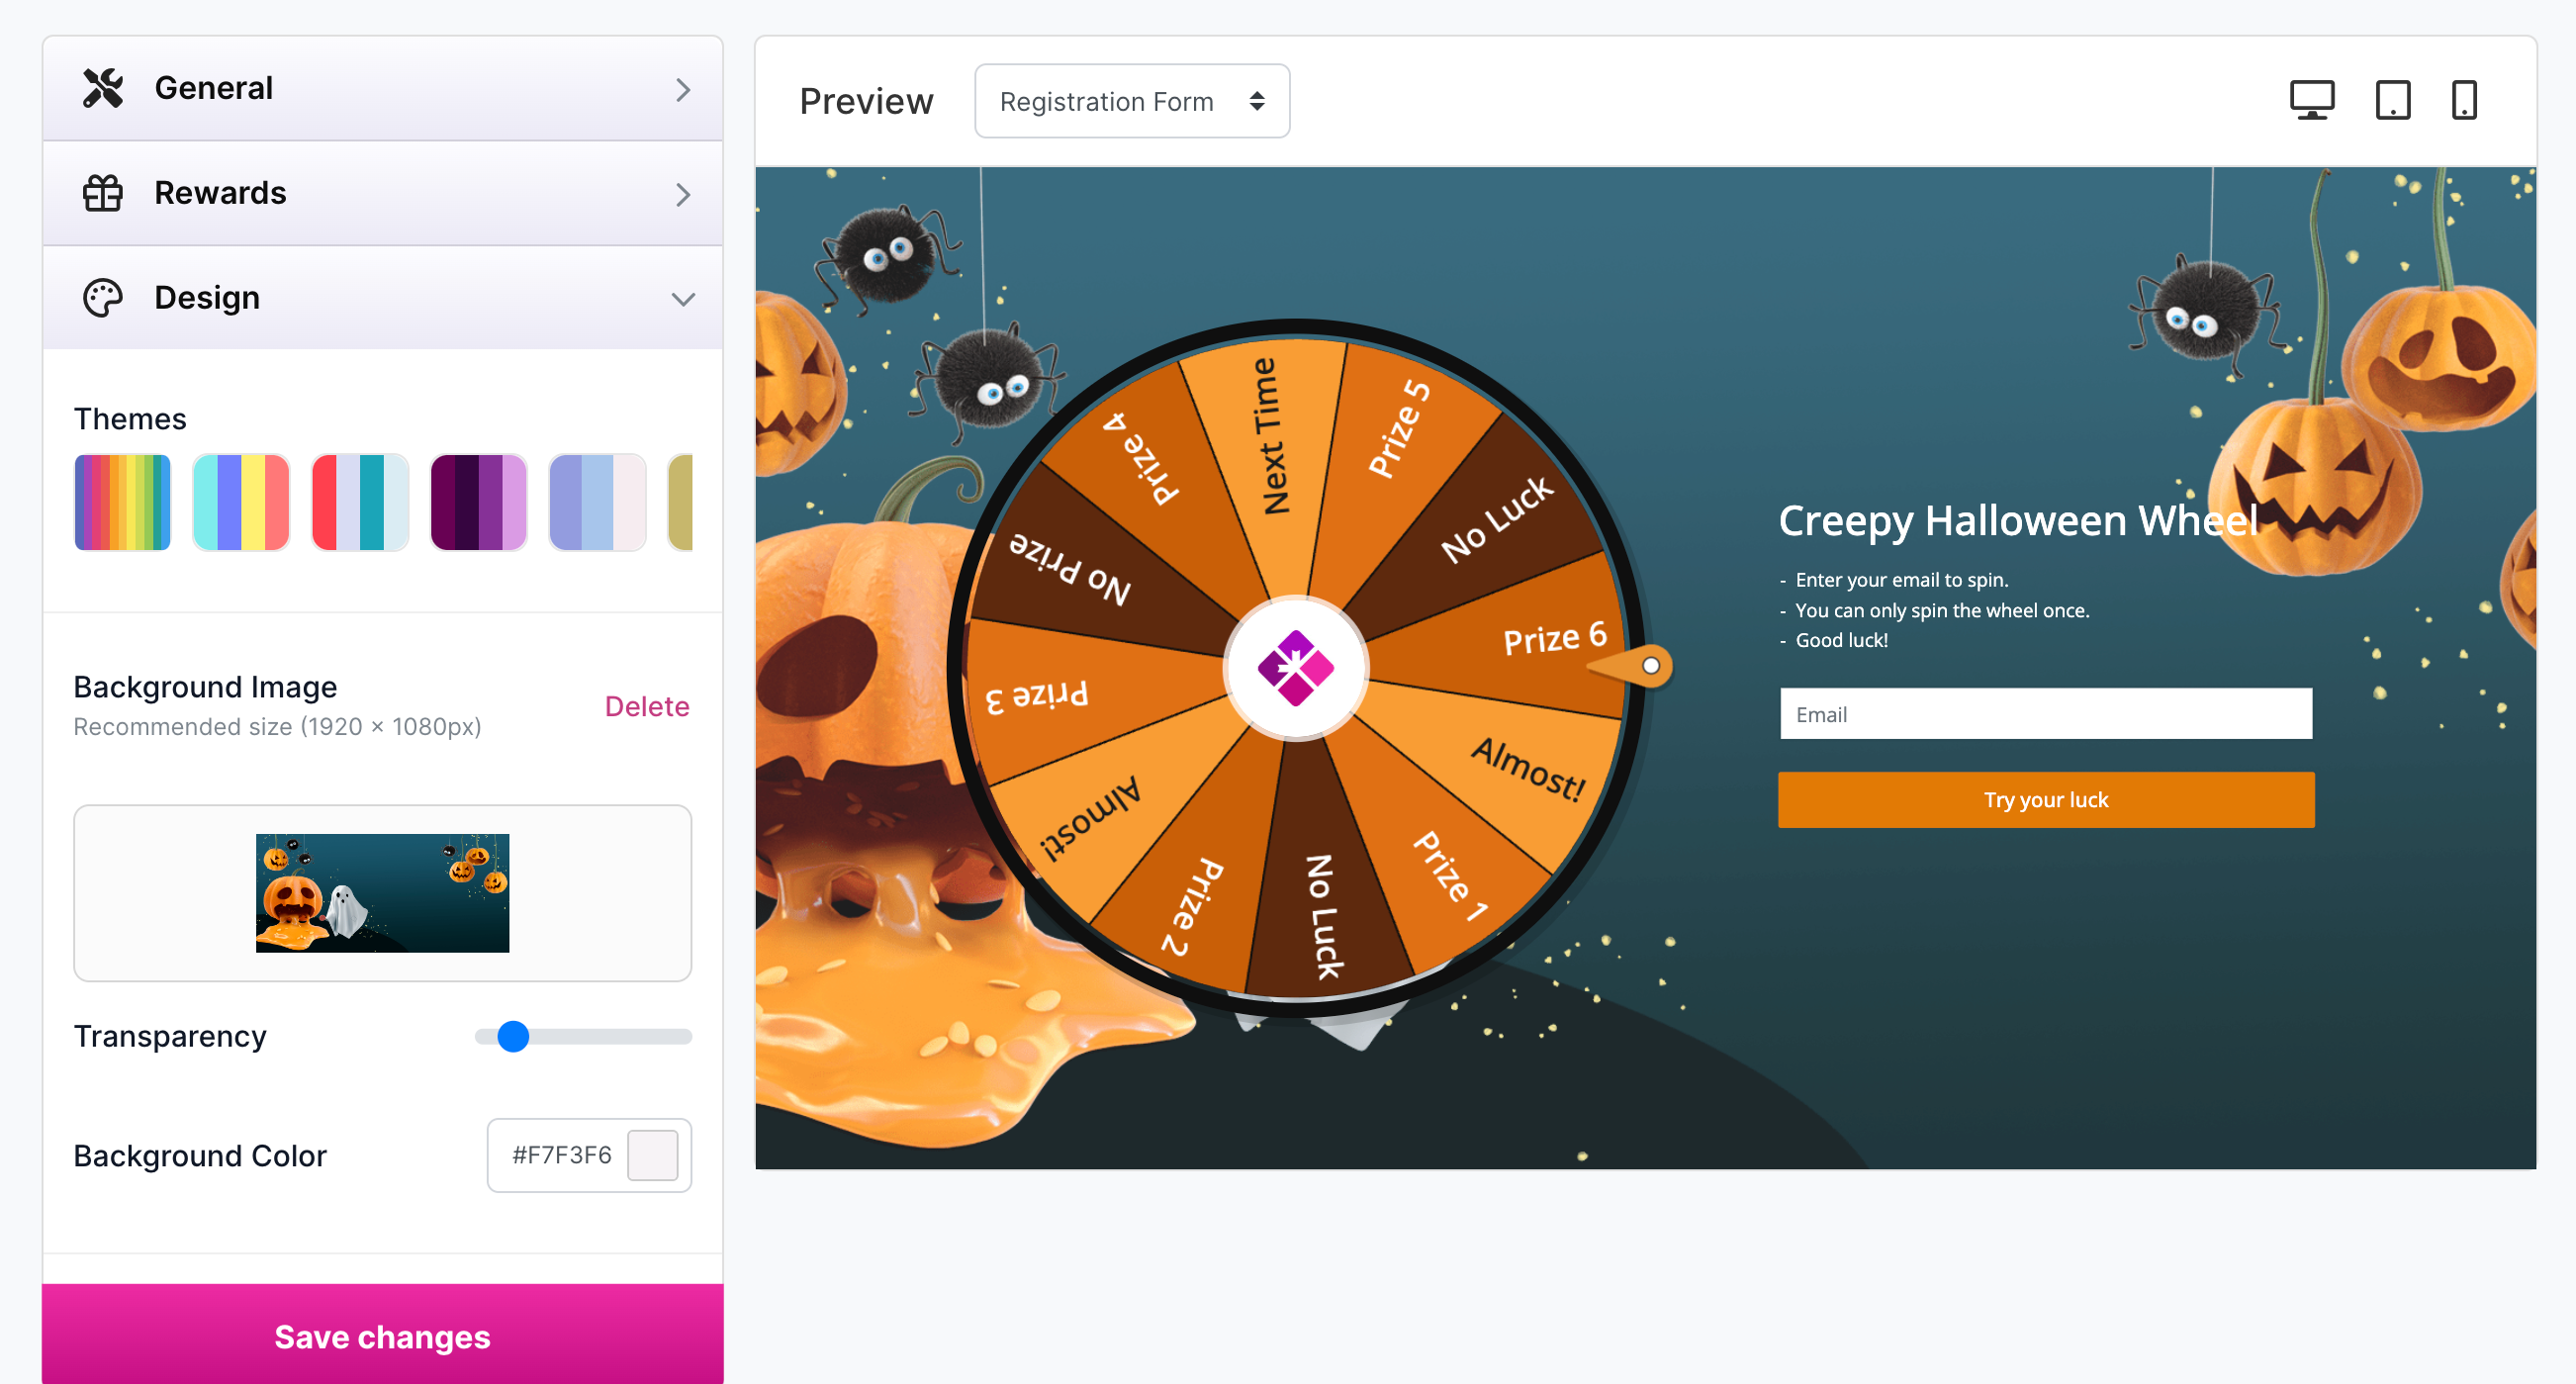 General
Rewards
Design
Themes
Background Image
Recommended size (1920 × 1080px)
Delete
Transparency
Background Color
#F7F3F6
Save changes
Preview
Registration Form
Next Time
Prize 5
No Luck
Prize 6
Almost!
Prize 1
No Luck
Prize 2
Almost!
Prize 3
No Prize
Prize 4
Creepy Halloween Wheel
- Enter your email to spin.
- You can only spin the wheel once.
- Good luck!
Email
Try your luck